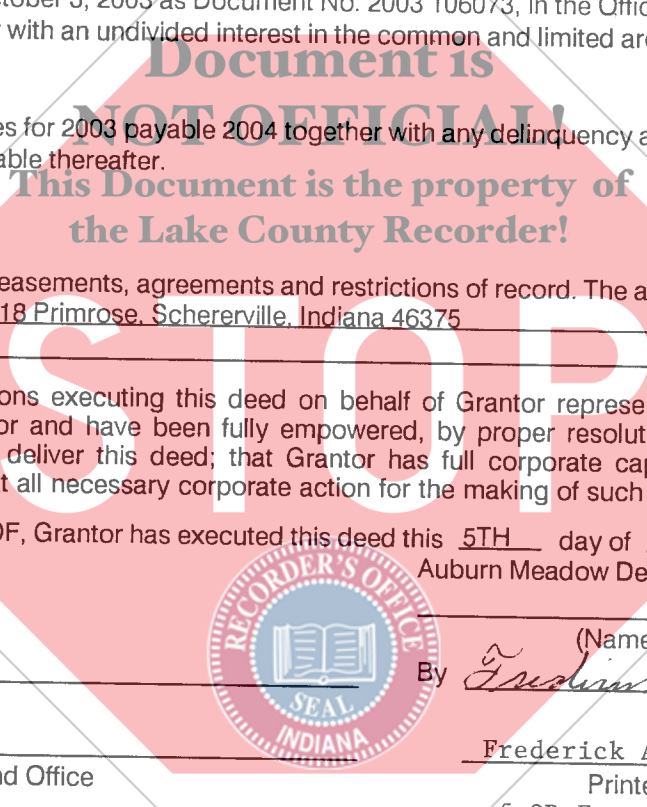 2003 as Document No. 2003 106073, in the
with an undivided interest in the common and limited
Document is
NOT OFFICIAL!
es for 2003 payable 2004 together with any delinquency a
able thereafter.
This Document is the property of
the Lake County Recorder!
easements, agreements and restrictions of record. The a
18 Primrose, Schererville, Indiana 46375
STOP
ons executing this deed on behalf of Grantor represe
or and have been fully empowered, by proper resolut
deliver this deed; that Grantor has full corporate cap
t all necessary corporate action for the making of such
OF, Grantor has executed this deed this 5TH day of
Auburn Meadow De
RECORDER'S OFFICE
SEAL
INDIANA
(Name
By
Frederick A
nd Office
Printe